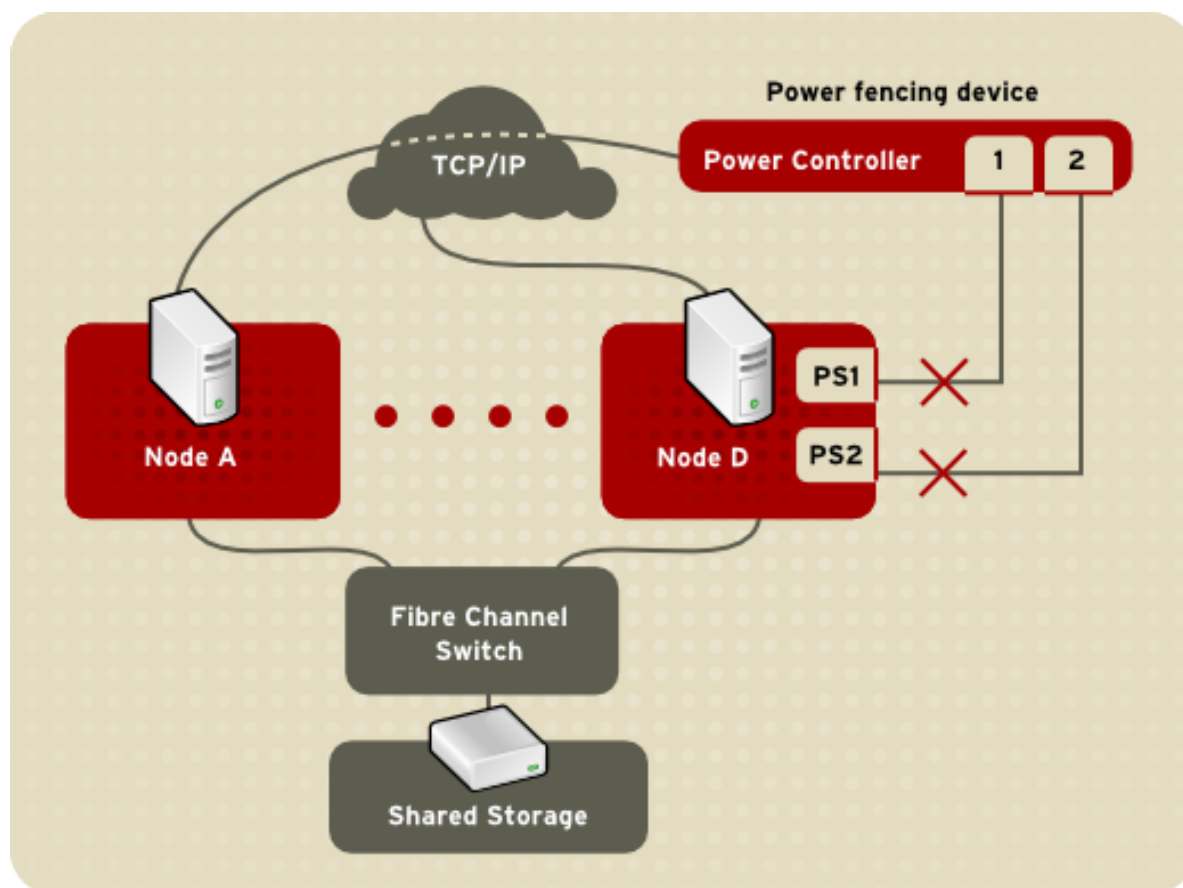 Power fencing device
TCP/IP
Power Controller
1
2
PS1
Node A
Node D
PS2
Fibre Channel
Switch
Shared Storage